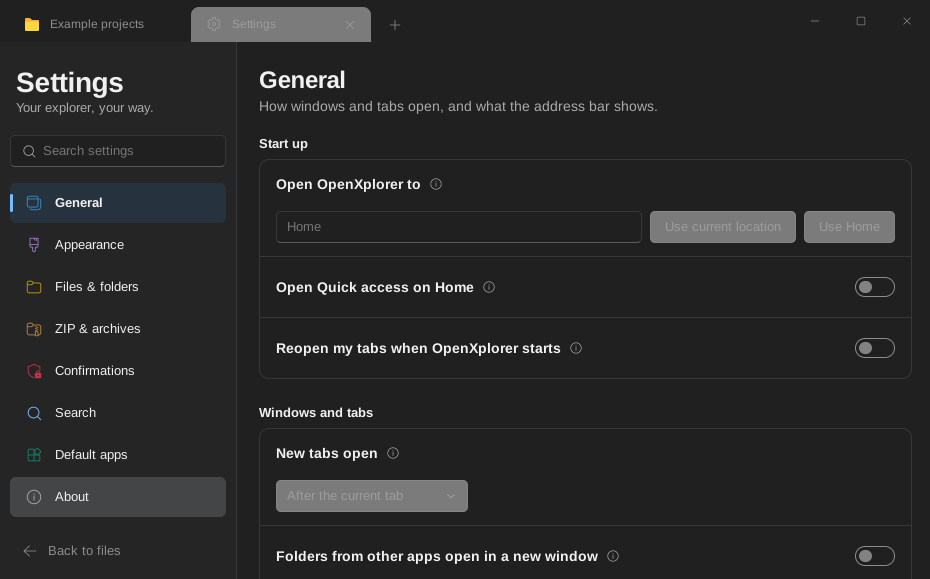 Example projects
Settings
Settings
Your explorer, your way.
Search settings
General
Appearance
Files & folders
ZIP & archives
Confirmations
Search
Default apps
About
Back to files
General
How windows and tabs open, and what the address bar shows.
Start up
Open OpenXplorer to
Home
Use current location
Use Home
Open Quick access on Home
Reopen my tabs when OpenXplorer starts
Windows and tabs
New tabs open
After the current tab
Folders from other apps open in a new window